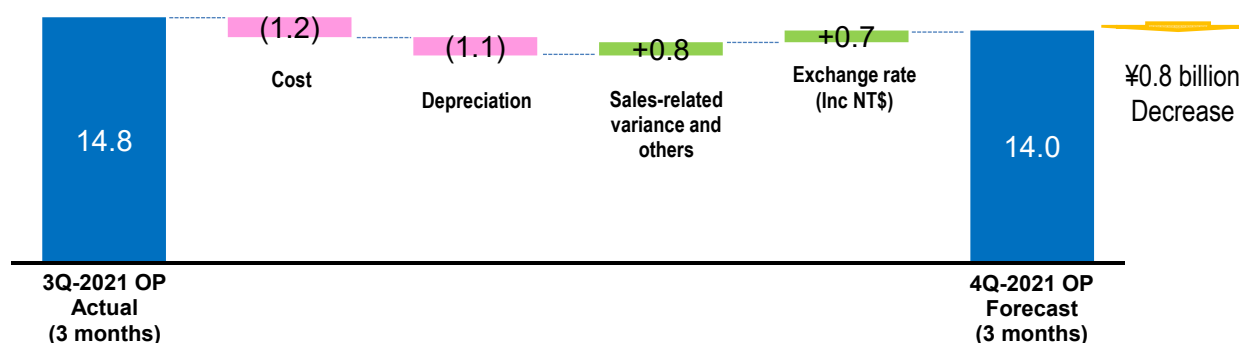 14.8
(1.2)
Cost
(1.1)
Depreciation
+0.8
Sales-related
variance and
others
+0.7
Exchange rate
(Inc NT$)
14.0
¥0.8 billion
Decrease
3Q-2021 OP
Actual
(3 months)
4Q-2021 OP
Forecast
(3 months)